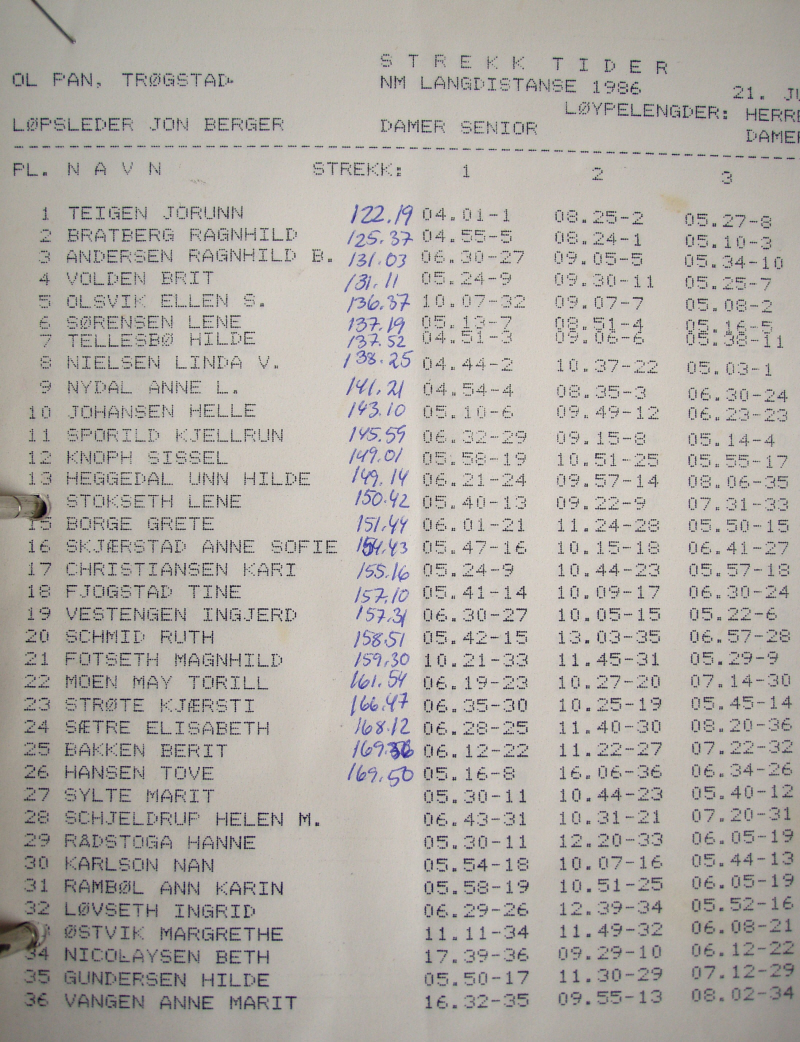 STREKK TIDER
OL PAN, TRØGSTAD. NM LANGDISTANSE 1986 21. JU
LØYPELENGDER: HERRE
LØPSLEDER JON BERGER DAMER SENIOR DAMER
PL. N A V N STREKK: 1 2 3
1 TEIGEN JORUNN 122.19 04.01-1 08.25-2 05.27-8
2 BRATBERG RAGNHILD 125.37 04.55-5 08.24-1 05.10-3
3 ANDERSEN RAGNHILD B. 131.03 06.30-27 09.05-5 05.34-10
4 VOLDEN BRIT 131.11 05.24-9 09.30-11 05.25-7
5 OLSVIK ELLEN S. 136.37 10.07-32 09.07-7 05.08-2
6 SØRENSEN LENE 137.19 05.13-7 08.51-4 05.16-5
7 TELLESBØ HILDE 137.52 04.51-3 09.06-6 05.38-11
8 NIELSEN LINDA V. 138.25 04.44-2 10.37-22 05.03-1
9 NYDAL ANNE L. 141.21 04.54-4 08.35-3 06.30-24
10 JOHANSEN HELLE 143.10 05.10-6 09.49-12 06.23-23
11 SPORILD KJELLRUN 145.59 06.32-29 09.15-8 05.14-4
12 KNOPH SISSEL 149.01 05.58-19 10.51-25 05.55-17
13 HEGGEDAL UNN HILDE 149.14 06.21-24 09.57-14 08.06-35
STOKSETH LENE 150.42 05.40-13 09.22-9 07.31-33
15 BORGE GRETE 151.44 06.01-21 11.24-28 05.50-15
16 SKJÆRSTAD ANNE SOFIE 154.43 05.47-16 10.15-18 06.41-27
17 CHRISTIANSEN KARI 155.16 05.24-9 10.44-23 05.57-18
18 FJOGSTAD TINE 157.10 05.41-14 10.09-17 06.30-24
19 VESTENGEN INGJERD 157.31 06.30-27 10.05-15 05.22-6
20 SCHMID RUTH 158.51 05.42-15 13.03-35 06.57-28
21 FOTSETH MAGNHILD 159.30 10.21-33 11.45-31 05.29-9
22 MOEN MAY TORILL 161.54 06.19-23 10.27-20 07.14-30
23 STRØTE KJÆRSTI 166.47 06.35-30 10.25-19 05.45-14
24 SÆTRE ELISABETH 168.12 06.28-25 11.40-30 08.20-36
25 BAKKEN BERIT 169.36 06.12-22 11.22-27 07.22-32
26 HANSEN TOVE 169.50 05.16-8 16.06-36 06.34-26
27 SYLTE MARIT 05.30-11 10.44-23 05.40-12
28 SCHJELDRUP HELEN M. 06.43-31 10.31-21 07.20-31
29 RADSTOGA HANNE 05.30-11 12.20-33 06.05-19
30 KARLSON NAN 05.54-18 10.07-16 05.44-13
31 RAMBØL ANN KARIN 05.58-19 10.51-25 06.05-19
32 LØVSETH INGRID 06.29-26 12.39-34 05.52-16
ØSTVIK MARGRETHE 11.11-34 11.49-32 06.08-21
34 NICOLAYSEN BETH 17.39-36 09.29-10 06.12-22
35 GUNDERSEN HILDE 05.50-17 11.30-29 07.12-29
36 VANGEN ANNE MARIT 16.32-35 09.55-13 08.02-34